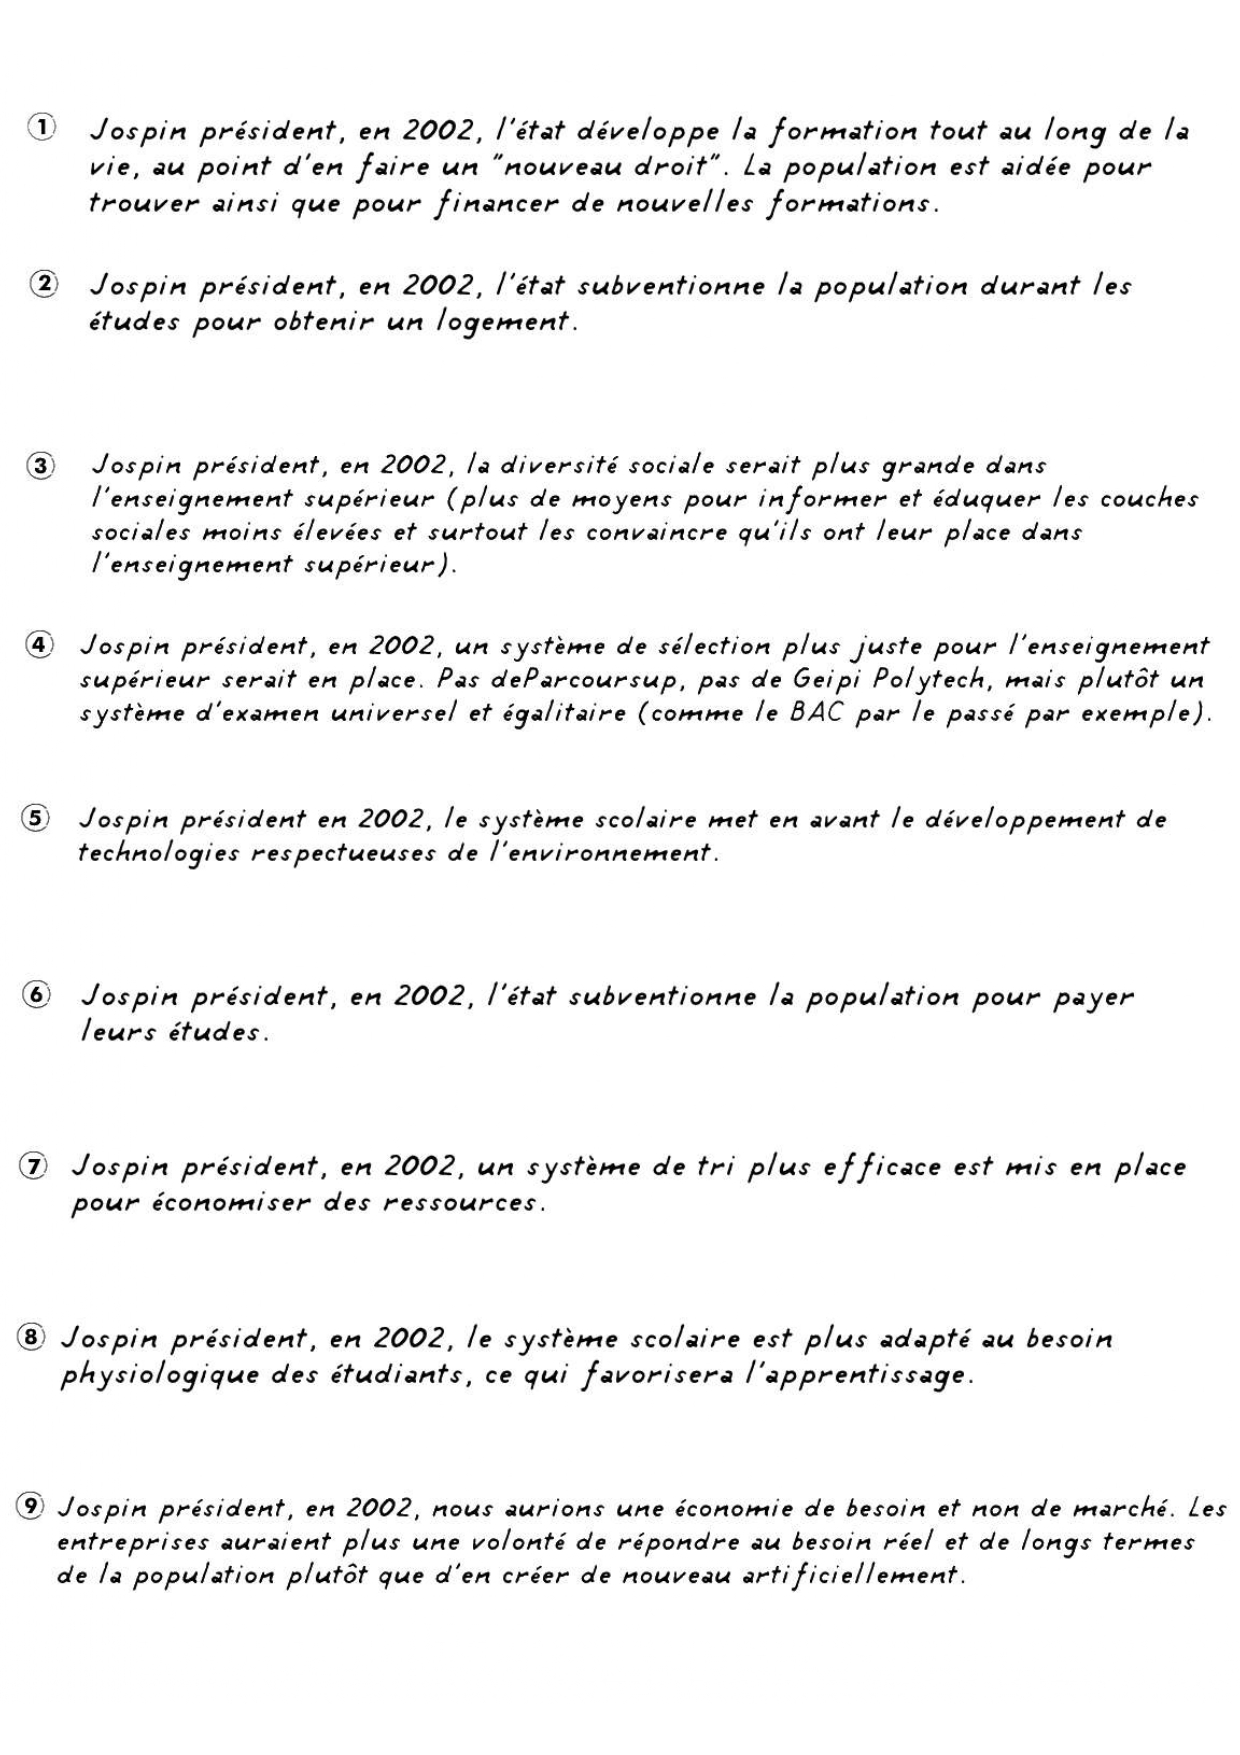 ① Jospin président, en 2002, l'état développe la formation tout au long de la
vie, au point d'en faire un "nouveau droit". La population est aidée pour
trouver ainsi que pour financer de nouvelles formations.
② Jospin président, en 2002, l'état subventionne la population durant les
études pour obtenir un logement.
③ Jospin président, en 2002, la diversité sociale serait plus grande dans
l'enseignement supérieur (plus de moyens pour informer et éduquer les couches
sociales moins élevées et surtout les convaincre qu'ils ont leur place dans
l'enseignement supérieur).
④ Jospin président, en 2002, un système de sélection plus juste pour l'enseignement
supérieur serait en place. Pas deParcoursup, pas de Geipi Polytech, mais plutôt un
système d'examen universel et égalitaire (comme le BAC par le passé par exemple).
⑤ Jospin président en 2002, le système scolaire met en avant le développement de
technologies respectueuses de l'environnement.
⑥ Jospin président, en 2002, l'état subventionne la population pour payer
leurs études.
⑦ Jospin président, en 2002, un système de tri plus efficace est mis en place
pour économiser des ressources.
⑧ Jospin président, en 2002, le système scolaire est plus adapté au besoin
physiologique des étudiants, ce qui favorisera l'apprentissage.
⑨ Jospin président, en 2002, nous aurions une économie de besoin et non de marché. Les
entreprises auraient plus une volonté de répondre au besoin réel et de longs termes
de la population plutôt que d'en créer de nouveau artificiellement.